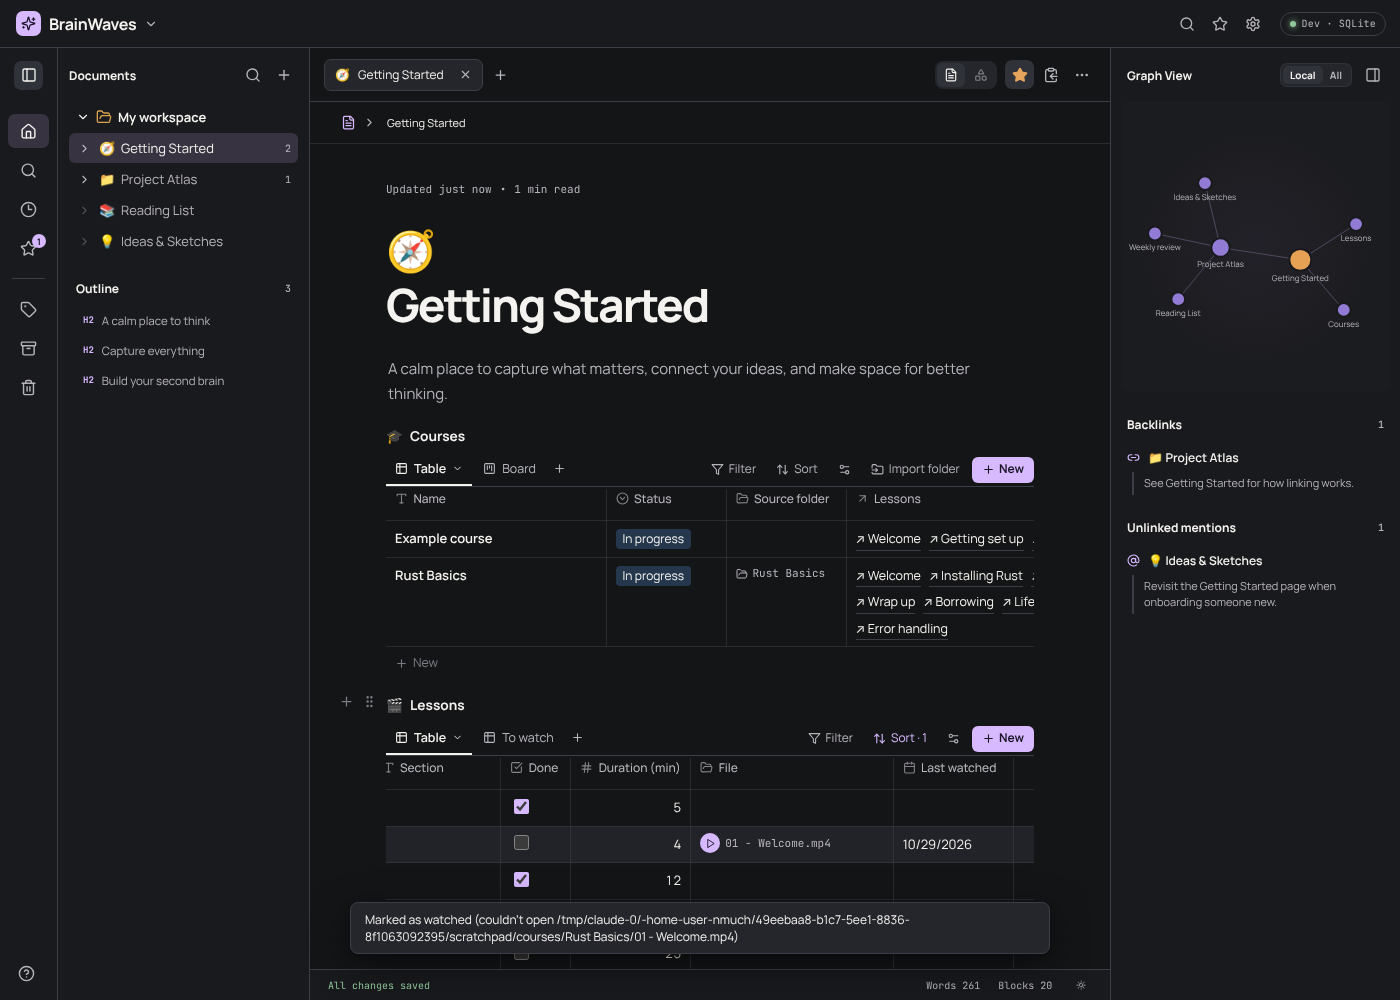 BrainWaves
Dev · SQLite
Documents
My workspace
Getting Started 2
Project Atlas 1
Reading List
Ideas & Sketches
1
Outline 3
H2 A calm place to think
H2 Capture everything
H2 Build your second brain
Getting Started
Getting Started
Updated just now • 1 min read
Getting Started
A calm place to capture what matters, connect your ideas, and make space for better
thinking.
Courses
Table Board Filter Sort Import folder New
Name Status Source folder Lessons
Example course In progress Welcome Getting set up
Rust Basics In progress Rust Basics Welcome Installing Rust
Wrap up Borrowing Life
Error handling
New
Lessons
Table To watch Filter Sort · 1 New
Section Done Duration (min) File Last watched
5
4 01 - Welcome.mp4 10/29/2026
12
Marked as watched (couldn't open /tmp/claude-0/-home-user-nmuch/49eebaa8-b1c7-5ee1-8836-
8f1063092395/scratchpad/courses/Rust Basics/01 - Welcome.mp4)
All changes saved Words 261 Blocks 20
Graph View Local All
Ideas & Sketches
Lessons
Weekly review
Project Atlas
Getting Started
Reading List
Courses
Backlinks 1
Project Atlas
See Getting Started for how linking works.
Unlinked mentions 1
Ideas & Sketches
Revisit the Getting Started page when
onboarding someone new.